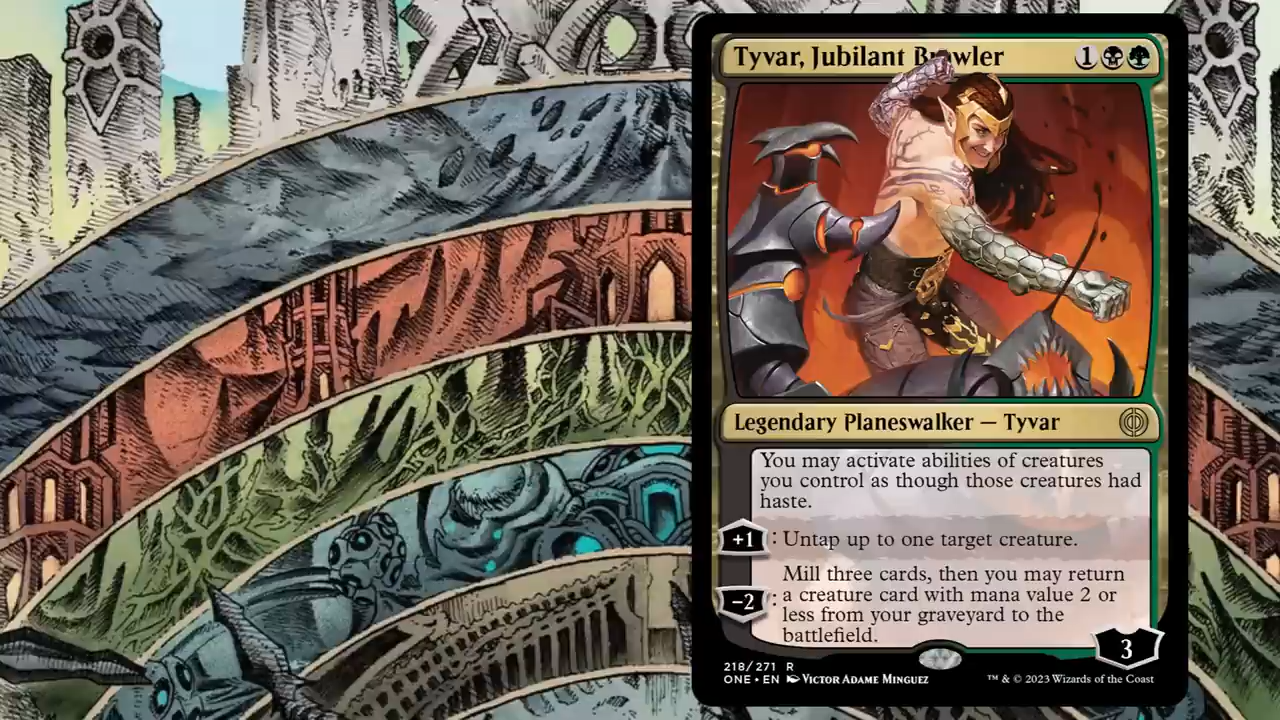 Tyvar, Jubilant Brawler 1
Legendary Planeswalker — Tyvar
You may activate abilities of creatures
you control as though those creatures had
haste.
+1 : Untap up to one target creature.
Mill three cards, then you may return
-2 : a creature card with mana value 2 or
less from your graveyard to the
battlefield.
3
218/271 R
ONE • EN Victor Adame Minguez
™ & © 2023 Wizards of the Coast